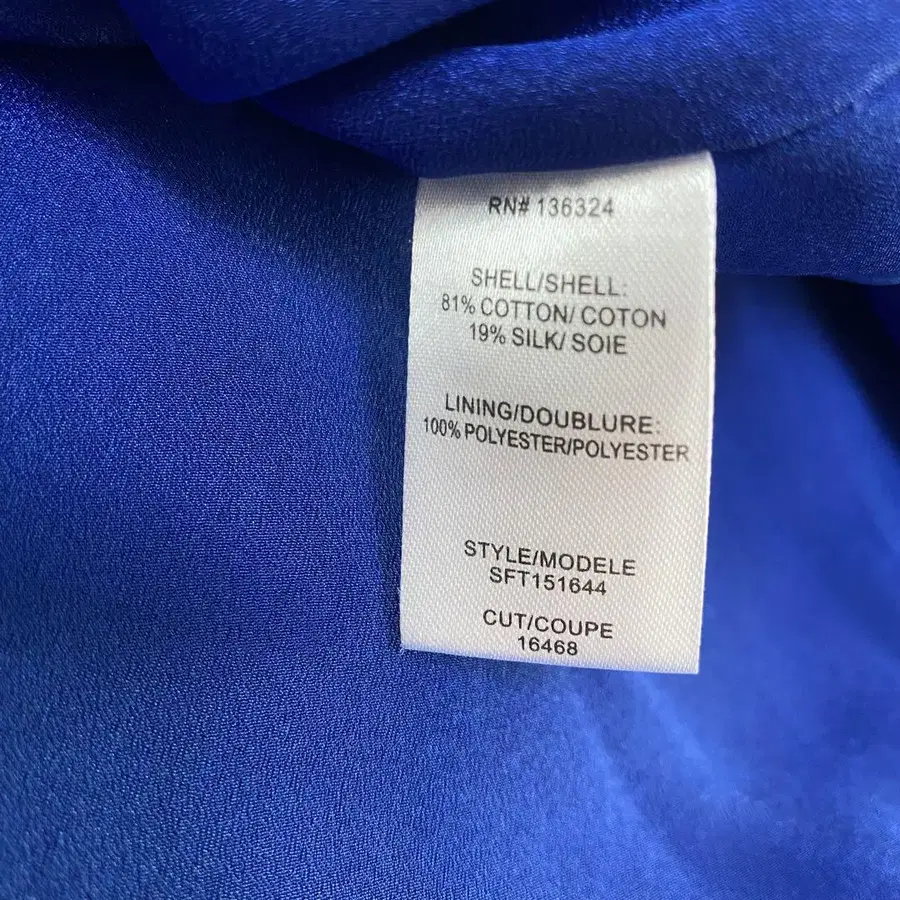 RN# 136324
SHELL/SHELL:
81% COTTON/ COTON
19% SILK/ SOIE
LINING/DOUBLURE:
100% POLYESTER/POLYESTER
STYLE/MODELE
SFT151644
CUT/COUPE
16468